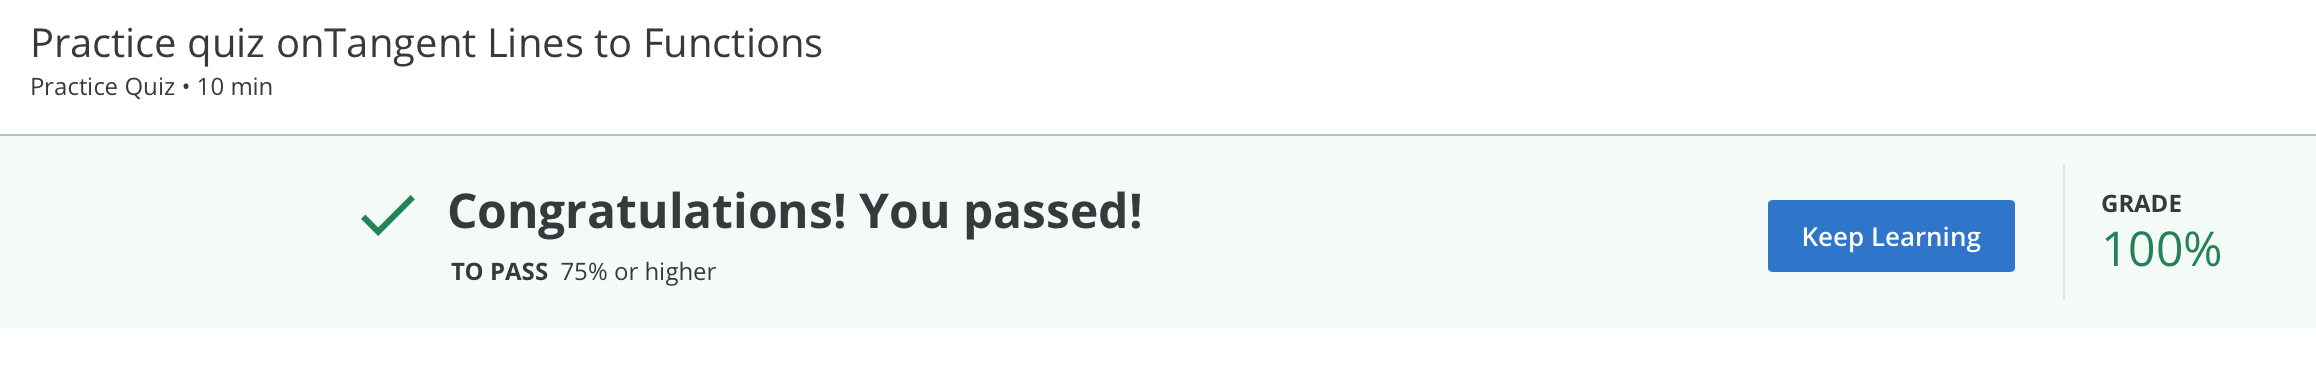 Practice quiz onTangent Lines to Functions
Practice Quiz • 10 min
Congratulations! You passed!
TO PASS 75% or higher
Keep Learning
GRADE
100%